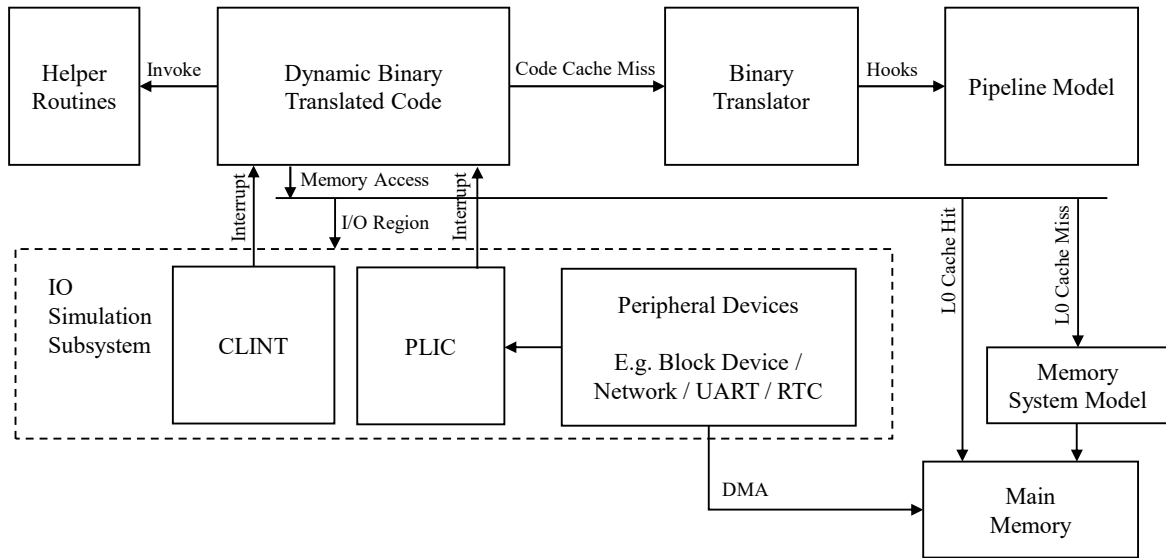 Helper
Routines
Invoke
Dynamic Binary
Translated Code
Code Cache Miss
Binary
Translator
Hooks
Pipeline Model
Interrupt
Memory Access
I/O Region
Interrupt
L0 Cache Hit
L0 Cache Miss
IO
Simulation
Subsystem
CLINT
PLIC
Peripheral Devices
E.g. Block Device /
Network / UART / RTC
Memory
System Model
DMA
Main
Memory